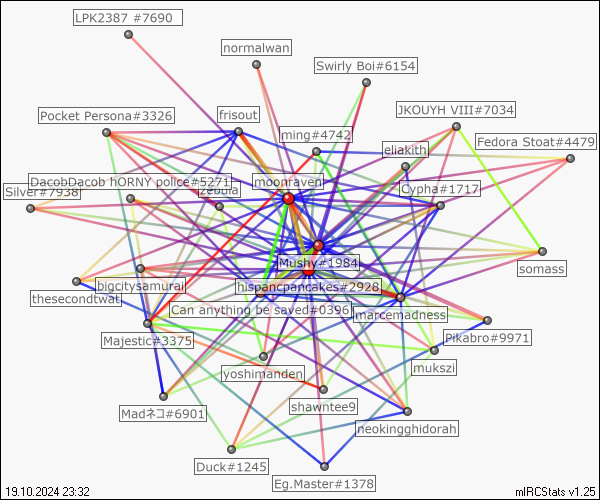 LPK2387 #7690
normalwan
Swirly Boi#6154
Pocket Persona#3326
frisout
JKOUYH VIII#7034
ming#4742
Fedora Stoat#4479
eliakith
DacobDacob hORNY police#5271
moonraven
Cypha#1717
Silver#7938
zebula
Mushy#1984
somass
bigcitysamurai
hispancpancakes#2928
thesecondtwat
Can anything be saved#0396
marcemadness
Majestic#3375
Pikabro#9971
yoshimanden
mukszi
shawntee9
Madネコ#6901
neokingghidorah
Duck#1245
Eg.Master#1378
19.10.2024 23:32
mIRCStats v1.25